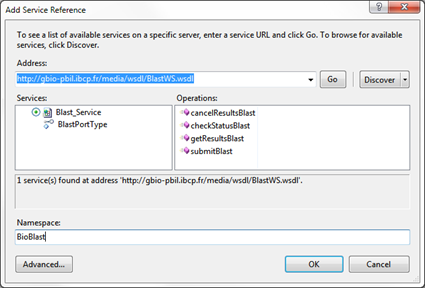 Add Service Reference
To see a list of available services on a specific server, enter a service URL and click Go. To browse for available
services, click Discover.
Address:
http://gbio-pbil.ibcp.fr/media/wsdl/BlastWS.wsdl
Go
Discover
Services:
Operations:
Blast_Service
BlastPortType
cancelResultsBlast
checkStatusBlast
getResultsBlast
submitBlast
1 service(s) found at address 'http://gbio-pbil.ibcp.fr/media/wsdl/BlastWS.wsdl'.
Namespace:
BioBlast
Advanced...
OK
Cancel